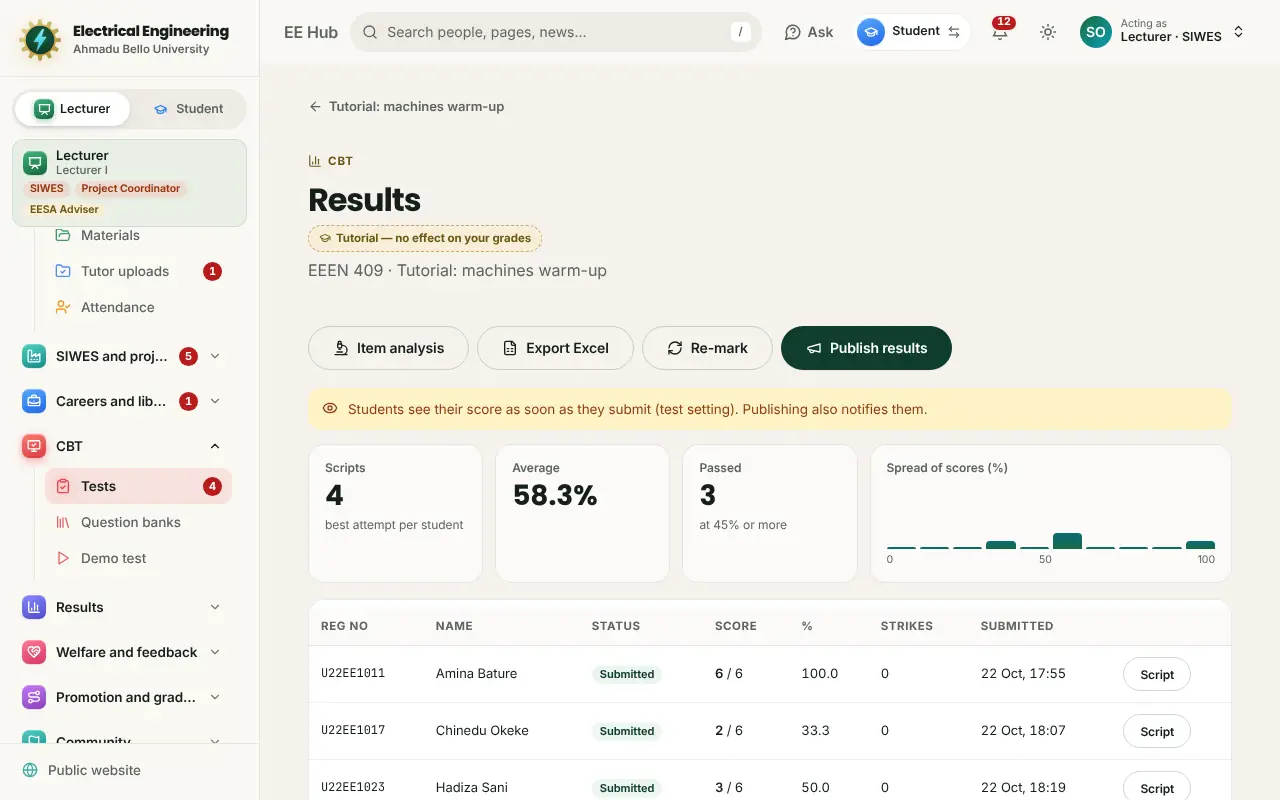 Electrical Engineering
Ahmadu Bello University
EE Hub
Search people, pages, news...
/
Ask
Student
12
SO
Acting as
Lecturer · SIWES
Lecturer
Student
Lecturer
Lecturer I
SIWES
Project Coordinator
EESA Adviser
Materials
Tutor uploads
1
Attendance
SIWES and proj...
5
Careers and lib...
1
CBT
Tests
4
Question banks
Demo test
Results
Welfare and feedback
Promotion and grad...
Community
Public website
Tutorial: machines warm-up
CBT
Results
Tutorial — no effect on your grades
EEEN 409 · Tutorial: machines warm-up
Item analysis
Export Excel
Re-mark
Publish results
Students see their score as soon as they submit (test setting). Publishing also notifies them.
Scripts
4
best attempt per student
Average
58.3%
Passed
3
at 45% or more
Spread of scores (%)
0 50 100
REG NO NAME STATUS SCORE % STRIKES SUBMITTED
U22EE1011 Amina Bature Submitted 6 / 6 100.0 0 22 Oct, 17:55 Script
U22EE1017 Chinedu Okeke Submitted 2 / 6 33.3 0 22 Oct, 18:07 Script
U22EE1023 Hadiza Sani Submitted 3 / 6 50.0 0 22 Oct, 18:19 Script